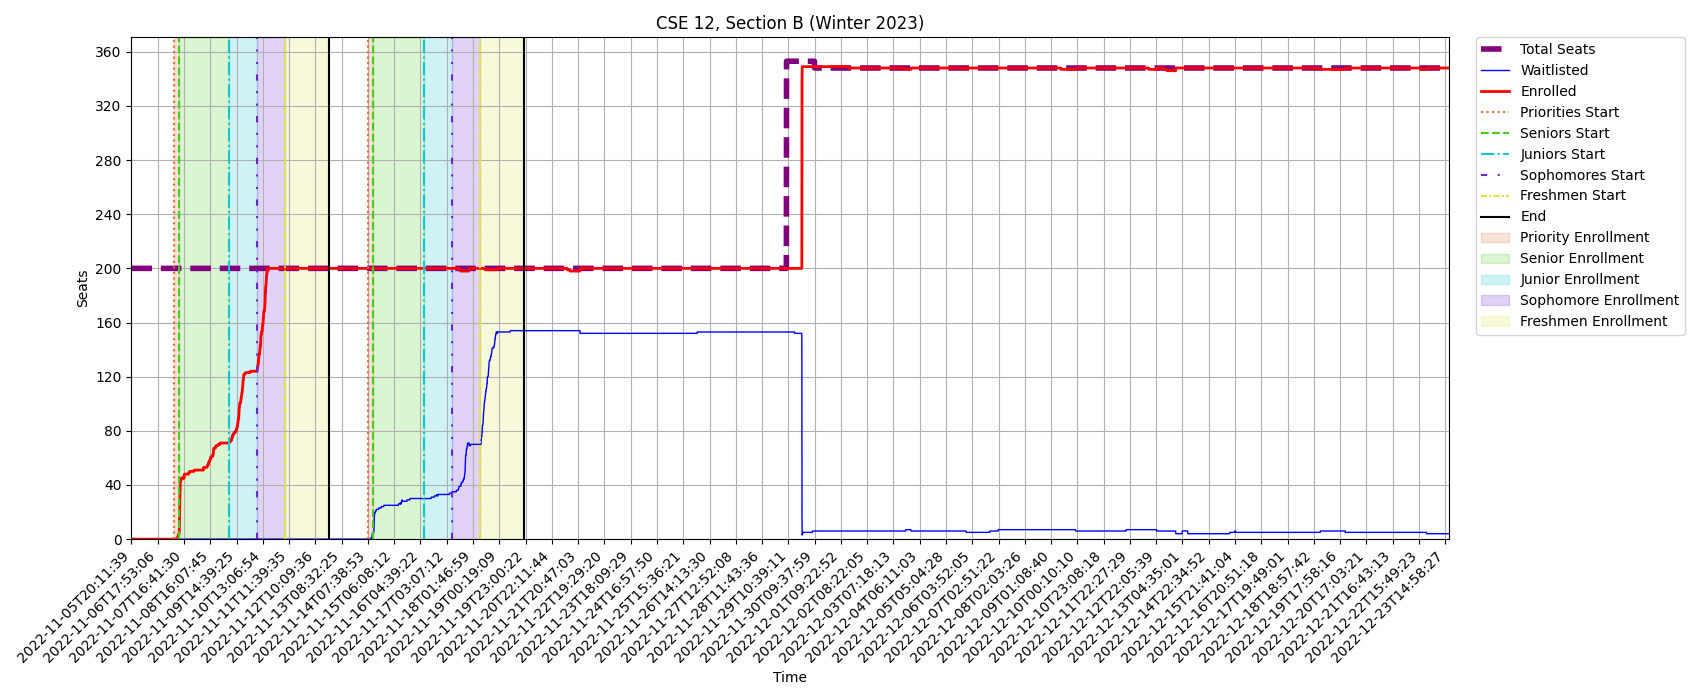 CSE 12, Section B (Winter 2023)
Seats
360
320
280
240
200
160
120
80
40
0
2022-11-05T20:11:39
2022-11-06T17:53:06
2022-11-07T16:41:30
2022-11-08T16:07:45
2022-11-09T14:39:25
2022-11-10T13:06:54
2022-11-11T11:39:35
2022-11-12T10:09:36
2022-11-13T08:32:25
2022-11-14T07:38:53
2022-11-15T06:08:12
2022-11-16T04:39:22
2022-11-17T03:07:12
2022-11-18T01:46:59
2022-11-19T00:19:09
2022-11-19T23:00:22
2022-11-20T22:11:44
2022-11-21T20:47:03
2022-11-22T19:29:20
2022-11-23T18:09:29
2022-11-24T16:57:50
2022-11-25T15:36:21
2022-11-26T14:13:30
2022-11-27T12:52:08
2022-11-28T11:43:36
2022-11-29T10:39:11
2022-11-30T09:37:59
2022-12-01T09:22:52
2022-12-02T08:22:05
2022-12-03T07:18:13
2022-12-04T06:11:03
2022-12-05T05:04:28
2022-12-06T03:52:05
2022-12-07T02:51:22
2022-12-08T02:03:26
2022-12-09T01:08:40
2022-12-10T00:10:10
2022-12-10T23:08:18
2022-12-11T22:27:29
2022-12-12T22:05:39
2022-12-13T04:35:01
2022-12-14T22:34:52
2022-12-15T21:41:04
2022-12-16T20:51:18
2022-12-17T19:49:01
2022-12-18T18:57:42
2022-12-19T17:58:16
2022-12-20T17:03:21
2022-12-21T16:43:13
2022-12-22T15:49:23
2022-12-23T14:58:27
Time
Total Seats
Waitlisted
Enrolled
Priorities Start
Seniors Start
Juniors Start
Sophomores Start
Freshmen Start
End
Priority Enrollment
Senior Enrollment
Junior Enrollment
Sophomore Enrollment
Freshmen Enrollment